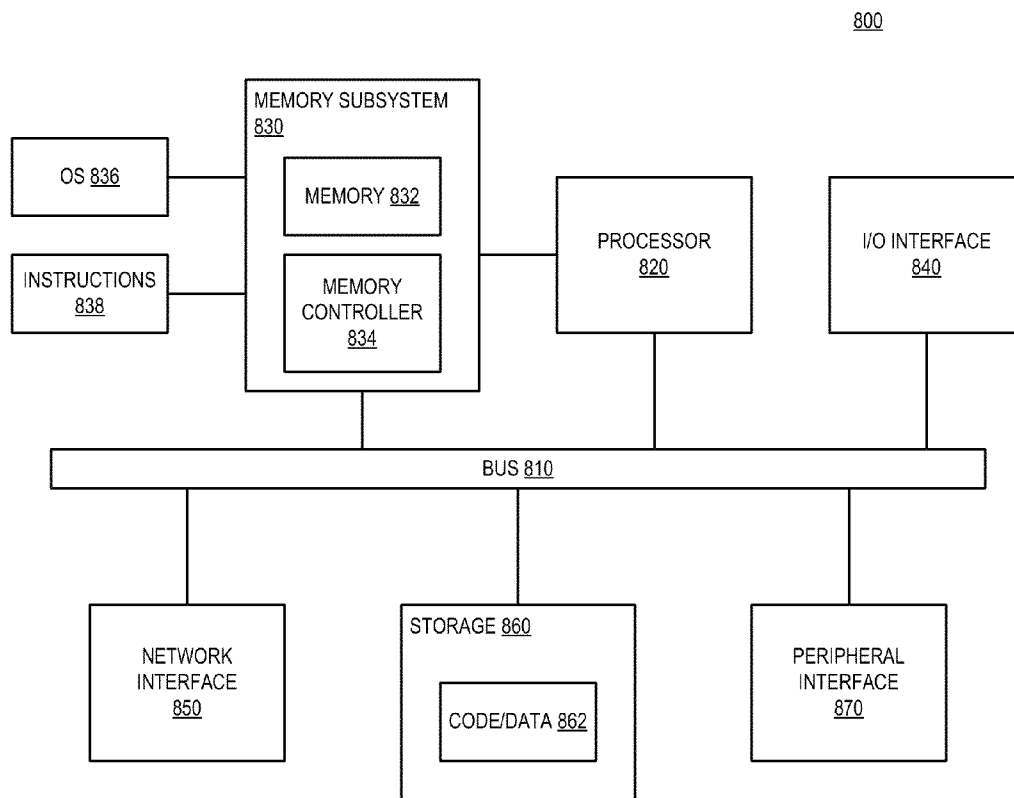 800
MEMORY SUBSYSTEM
830
OS 836
MEMORY 832
INSTRUCTIONS
838
MEMORY
CONTROLLER
834
PROCESSOR
820
I/O INTERFACE
840
BUS 810
NETWORK
INTERFACE
850
STORAGE 860
CODE/DATA 862
PERIPHERAL
INTERFACE
870